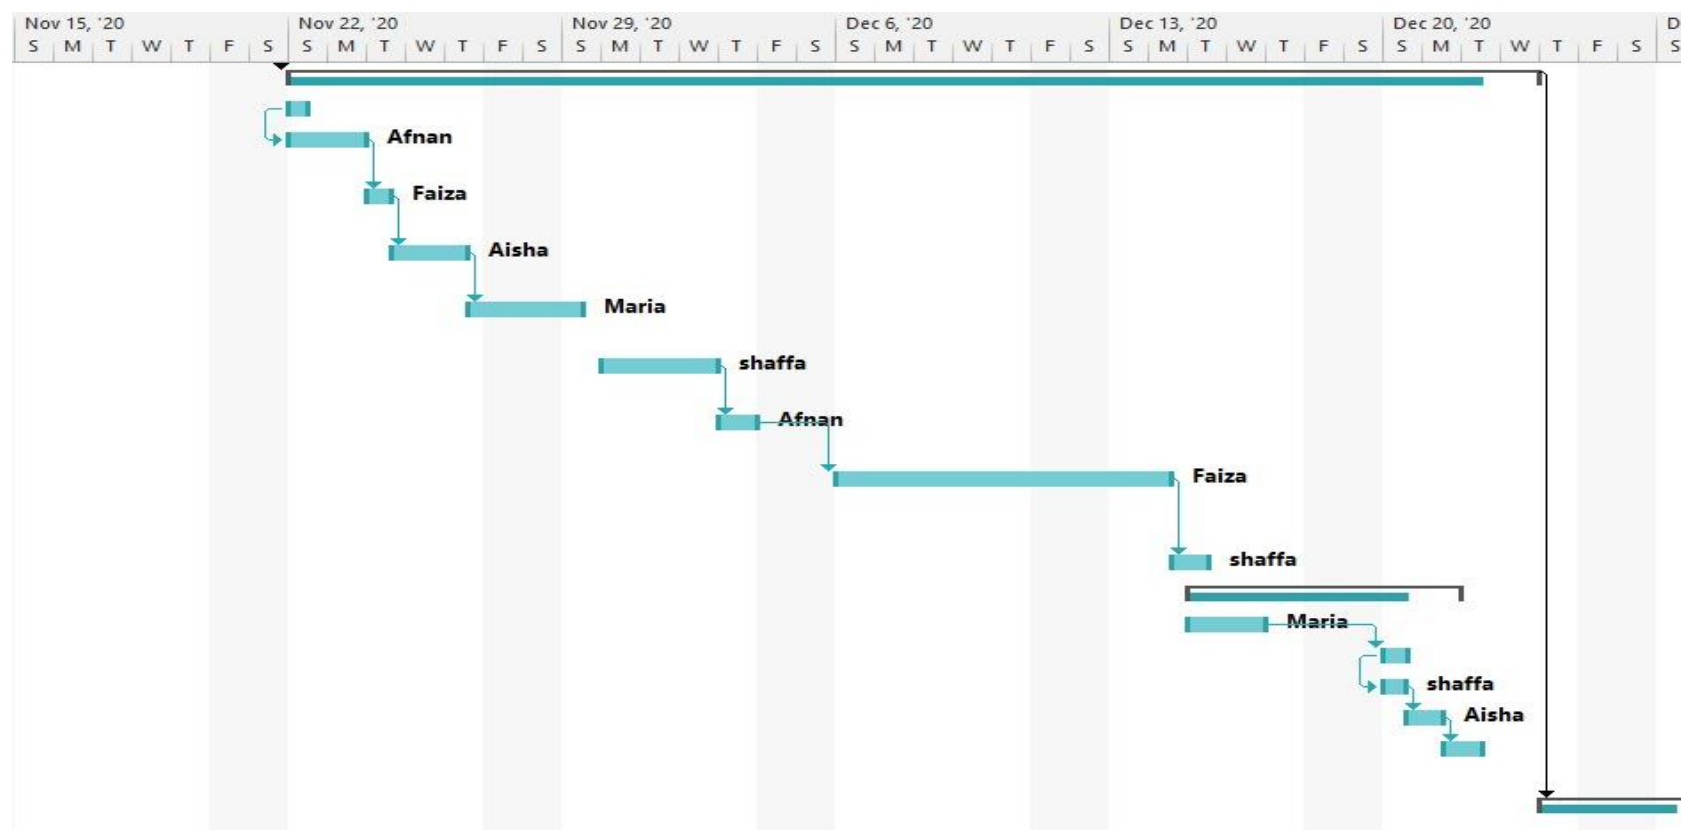 Nov 15, '20 Nov 22, '20 Nov 29, '20 Dec 6, '20 Dec 13, '20 Dec 20, '20 D
S M T W T F S S M T W T F S S M T W T F S S M T W T F S S M T W T F S S M T W T F S S
Afnan
Faiza
Aisha
Maria
shaffa
Afnan
Faiza
shaffa
Maria
shaffa
Aisha